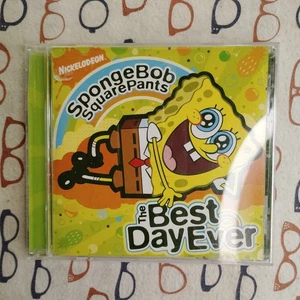 NICKELODEON
SpongeBob
SquarePants
The Best
Day Ever